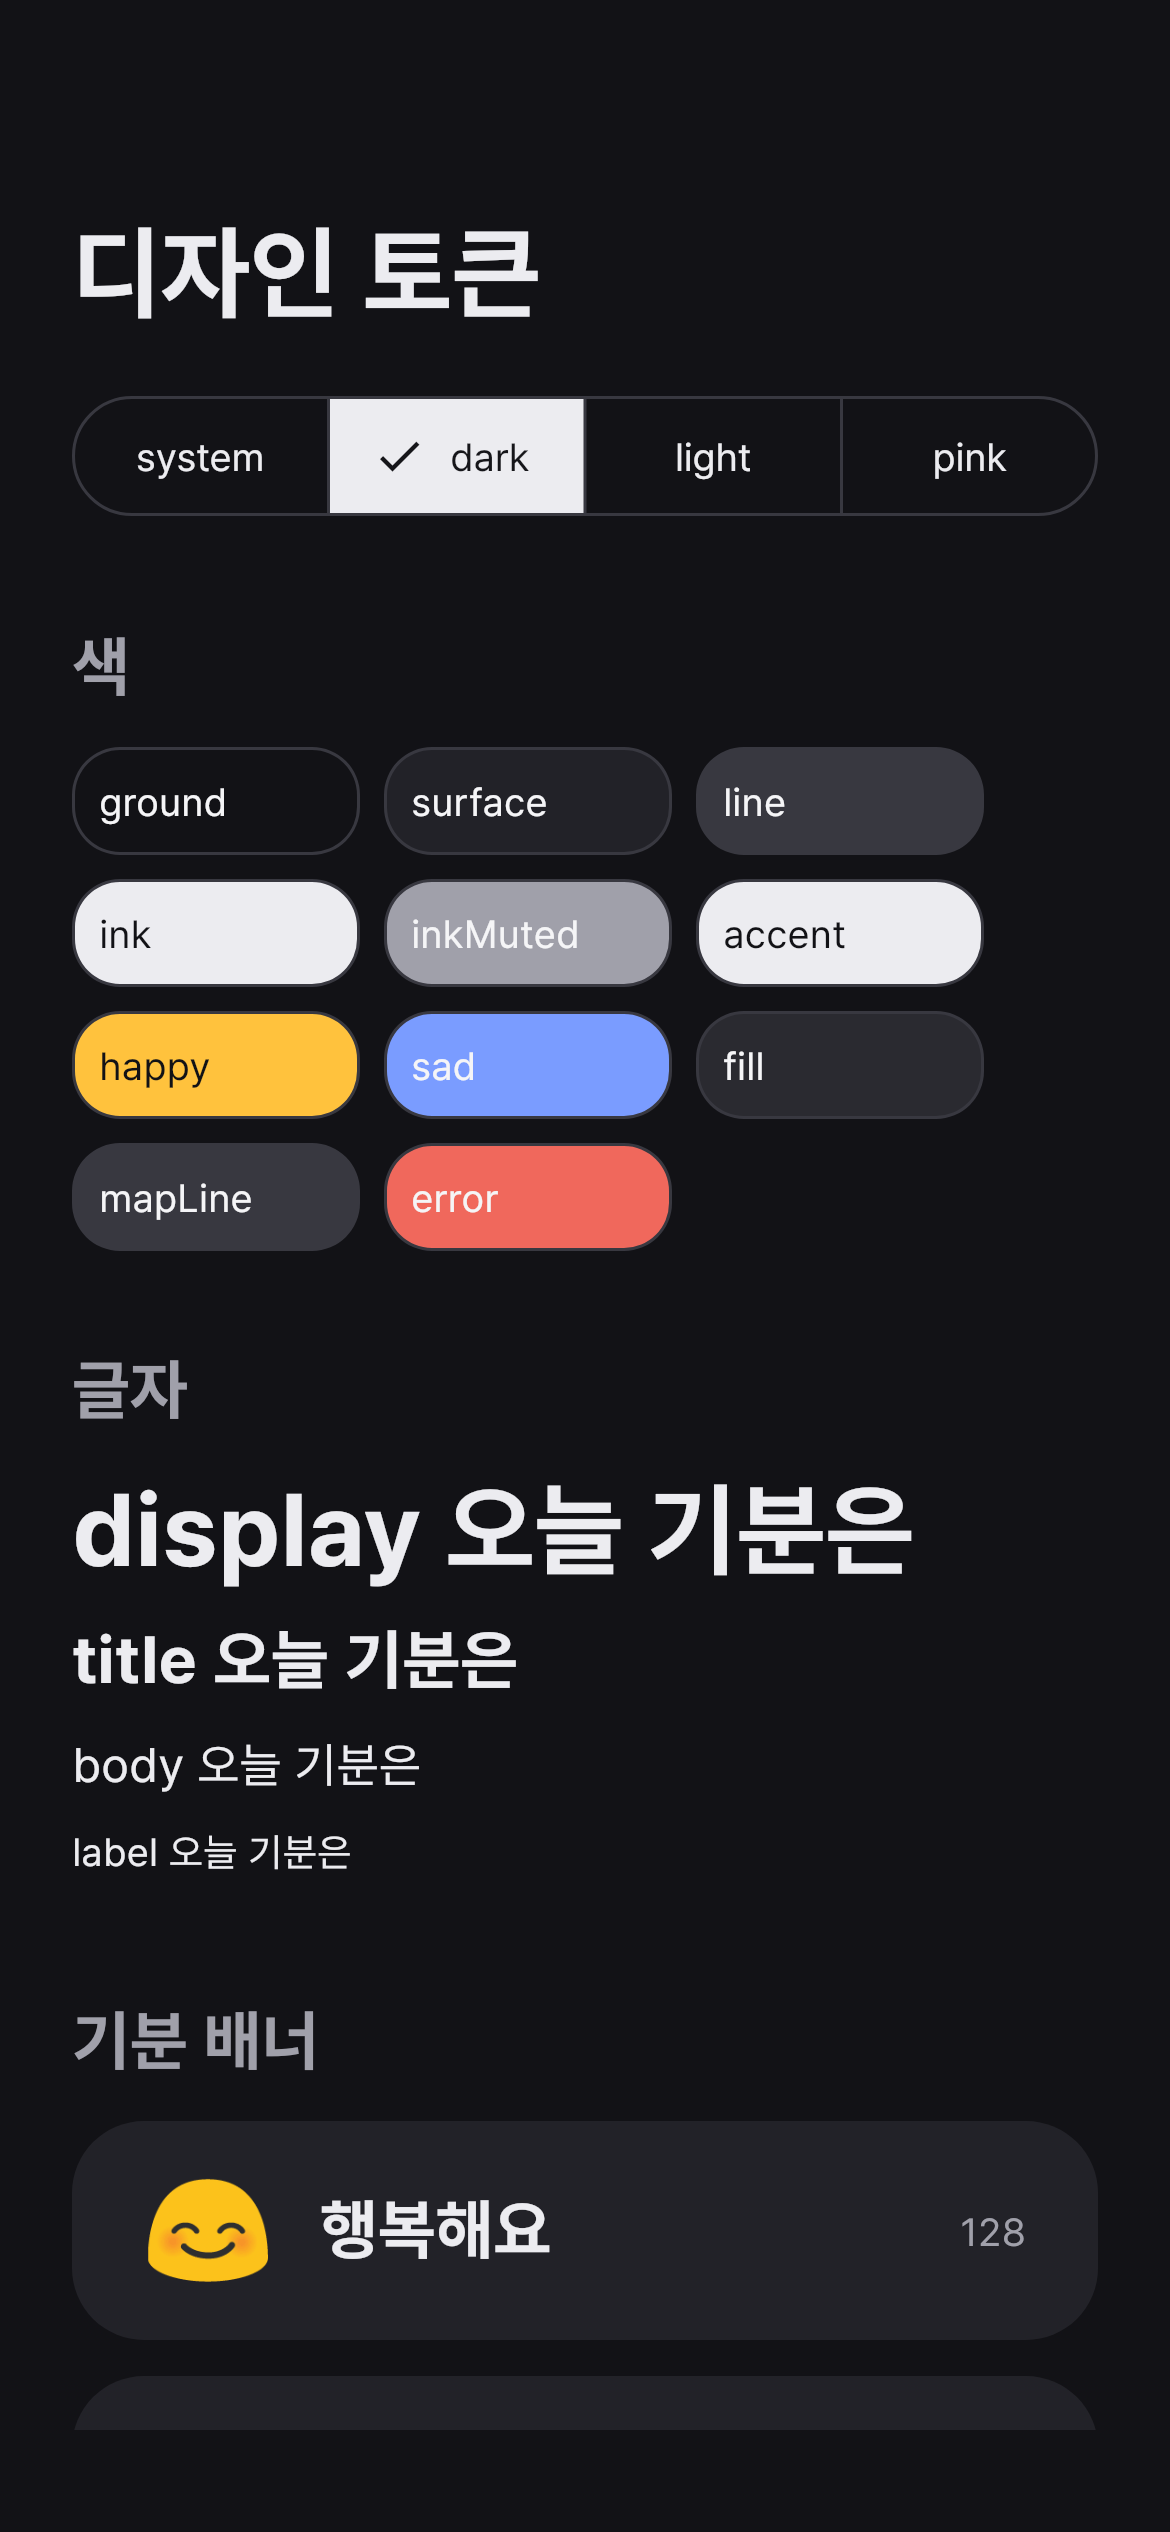 디자인 토큰
system dark light pink
색
ground surface line
ink inkMuted accent
happy sad fill
mapLine error
글자
display 오늘 기분은
title 오늘 기분은
body 오늘 기분은
label 오늘 기분은
기분 배너
행복해요 128